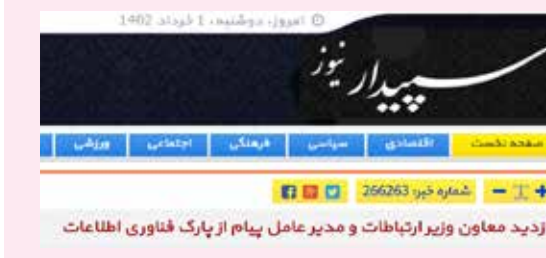 امروز، دوشنبه، 1 خرداد 1402
سپیدار نیوز
صفحه نخست اقتصادی سیاسی فرهنگی اجتماعی ورزشی
شماره خبر: 266263
زدید معاون وزیر ارتباطات و مدیر عامل پیام از پارک فناوری اطلاعات